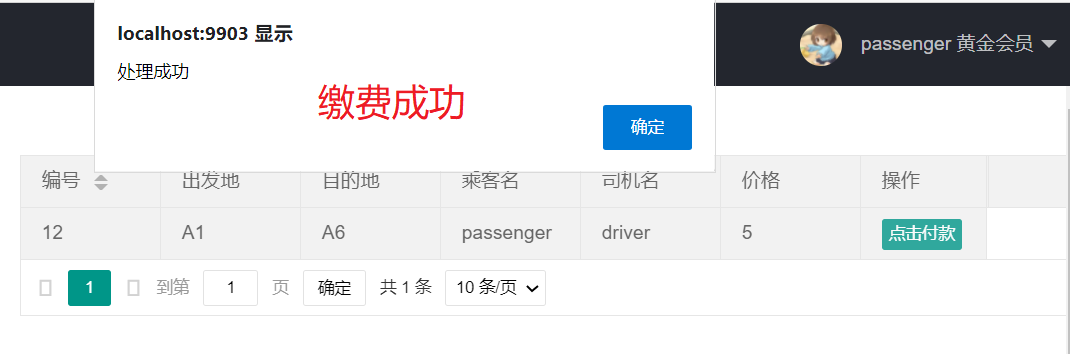 localhost:9903 显示
处理成功
缴费成功
确定
passenger 黄金会员
编号 出发地 目的地 乘客名 司机名 价格 操作
12 A1 A6 passenger driver 5 点击付款
1 到第 1 页 确定 共 1 条 10 条/页